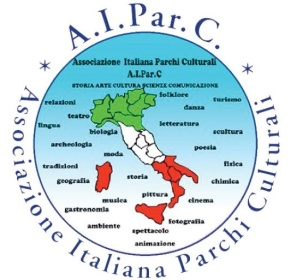 A.I.Par.C.
Associazione Italiana Parchi Culturali
A.I.Par.C
STORIA ARTE CULTURA SCIENZE COMUNICAZIONE
relazioni folklore turismo
danza
teatro
lingua letteratura
biologia scultura
archeologia poesia
moda
tradizioni fisica
geografia storia chimica
pittura
musica cinema
gastronomia
fotografia
ambiente
spettacolo
animazione
Associazione Italiana Parchi Culturali